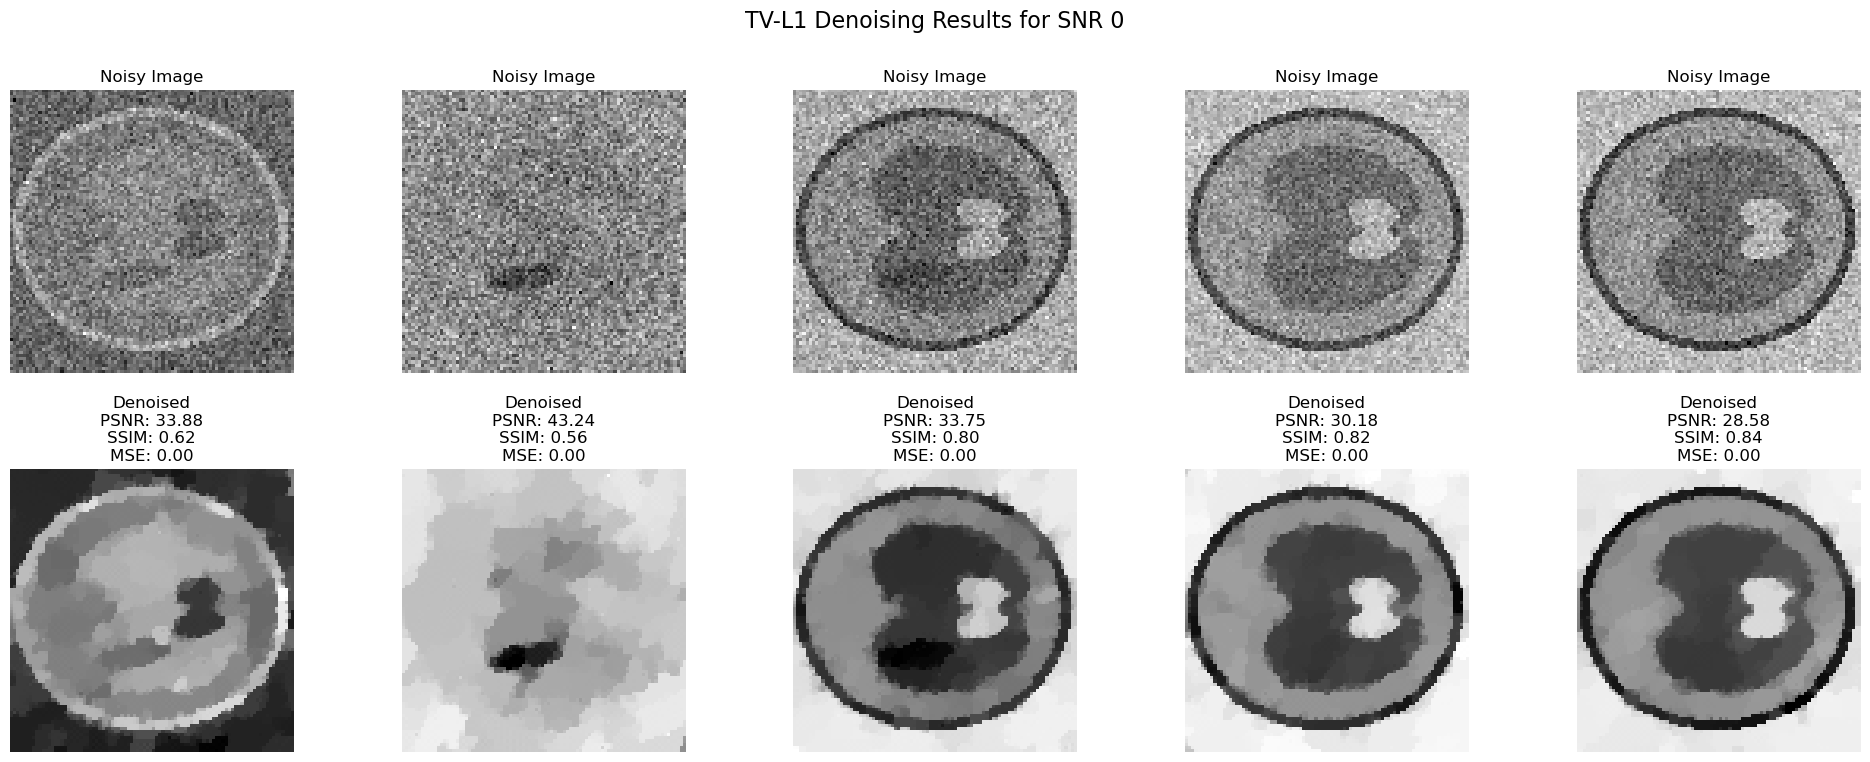 TV-L1 Denoising Results for SNR 0
Noisy Image
Noisy Image
Noisy Image
Noisy Image
Noisy Image
Denoised
PSNR: 33.88
SSIM: 0.62
MSE: 0.00
Denoised
PSNR: 43.24
SSIM: 0.56
MSE: 0.00
Denoised
PSNR: 33.75
SSIM: 0.80
MSE: 0.00
Denoised
PSNR: 30.18
SSIM: 0.82
MSE: 0.00
Denoised
PSNR: 28.58
SSIM: 0.84
MSE: 0.00